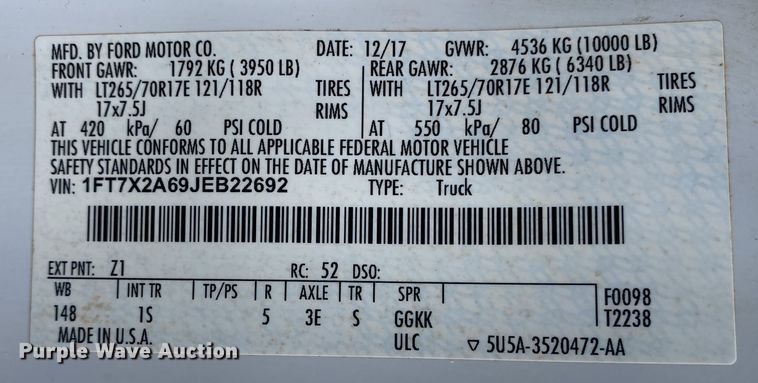 MFD. BY FORD MOTOR CO. DATE: 12/17 GVWR: 4536 KG (10000 LB)
FRONT GAWR: 1792 KG ( 3950 LB) REAR GAWR: 2876 KG ( 6340 LB)
WITH LT265/70R17E 121/118R TIRES WITH LT265/70R17E 121/118R TIRES
17x7.5J RIMS 17x7.5J RIMS
AT 420 kPa/ 60 PSI COLD AT 550 kPa/ 80 PSI COLD
THIS VEHICLE CONFORMS TO ALL APPLICABLE FEDERAL MOTOR VEHICLE
SAFETY STANDARDS IN EFFECT ON THE DATE OF MANUFACTURE SHOWN ABOVE.
VIN: 1FT7X2A69JEB22692 TYPE: Truck
EXT PNT: Z1 RC: 52 DSO:
WB INT TR TP/PS R AXLE TR SPR F0098
148 1S 5 3E S GGKK T2238
MADE IN U.S.A. ULC ▽ 5U5A-3520472-AA
Purple Wave Auction